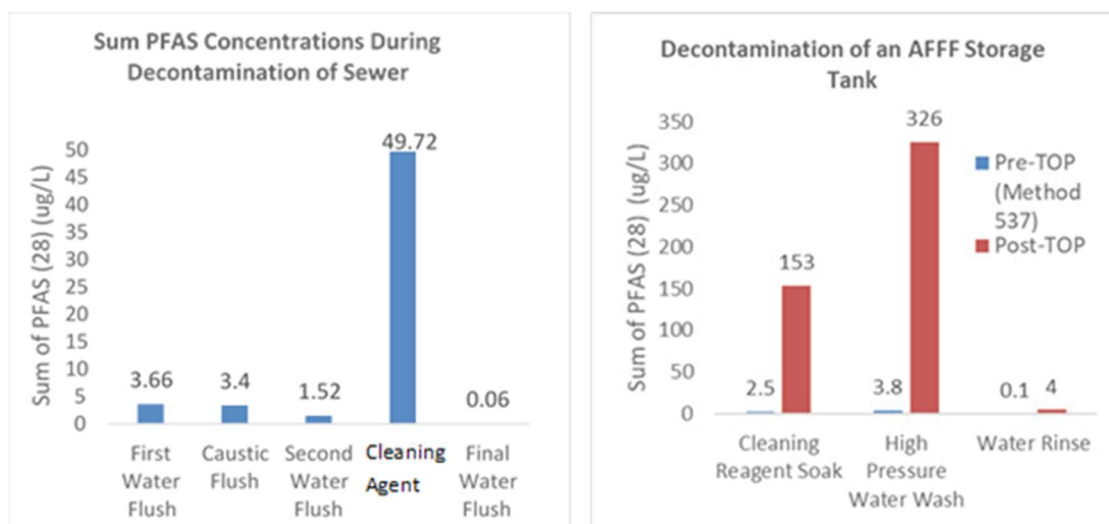 Sum PFAS Concentrations During
Decontamination of Sewer
Sum of PFAS (28) (ug/L)
50
45
40
35
30
25
20
15
10
5
0
3.66
3.4
1.52
49.72
0.06
First
Water
Flush
Caustic
Flush
Second
Water
Flush
Cleaning
Agent
Final
Water
Flush
Decontamination of an AFFF Storage
Tank
Sum of PFAS (28) (ug/L)
350
300
250
200
150
100
50
0
2.5
153
3.8
326
0.1
4
Pre-TOP
(Method
537)
Post-TOP
Cleaning
Reagent Soak
High
Pressure
Water Wash
Water Rinse